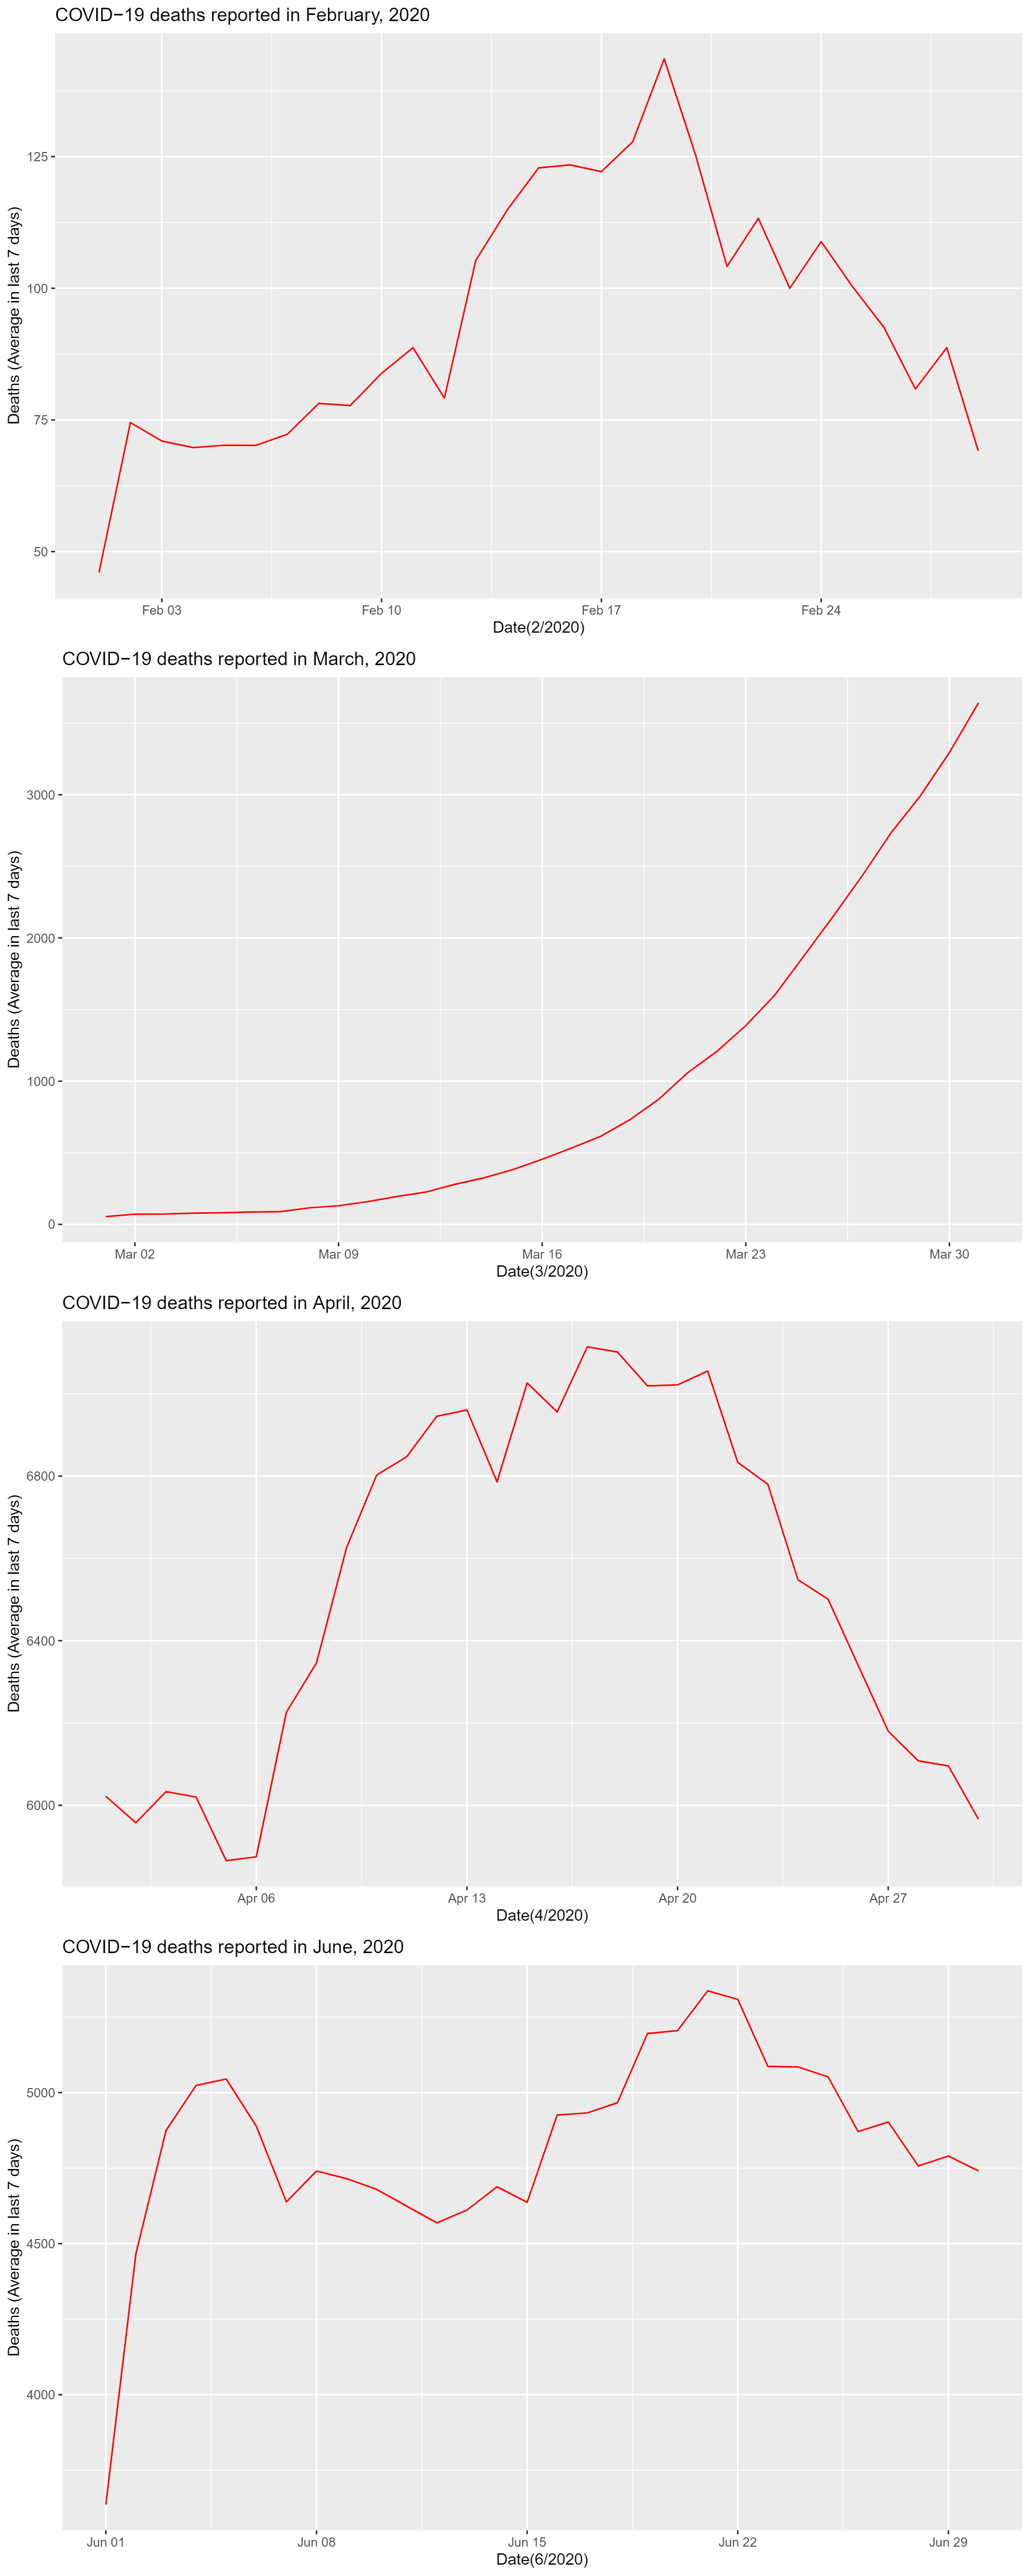 COVID−19 deaths reported in February, 2020
Deaths (Average in last 7 days)
125
100
75
50
Feb 03 Feb 10 Feb 17 Feb 24
Date(2/2020)
COVID−19 deaths reported in March, 2020
Deaths (Average in last 7 days)
3000
2000
1000
0
Mar 02 Mar 09 Mar 16 Mar 23 Mar 30
Date(3/2020)
COVID−19 deaths reported in April, 2020
Deaths (Average in last 7 days)
6800
6400
6000
Apr 06 Apr 13 Apr 20 Apr 27
Date(4/2020)
COVID−19 deaths reported in June, 2020
Deaths (Average in last 7 days)
5000
4500
4000
Jun 01 Jun 08 Jun 15 Jun 22 Jun 29
Date(6/2020)